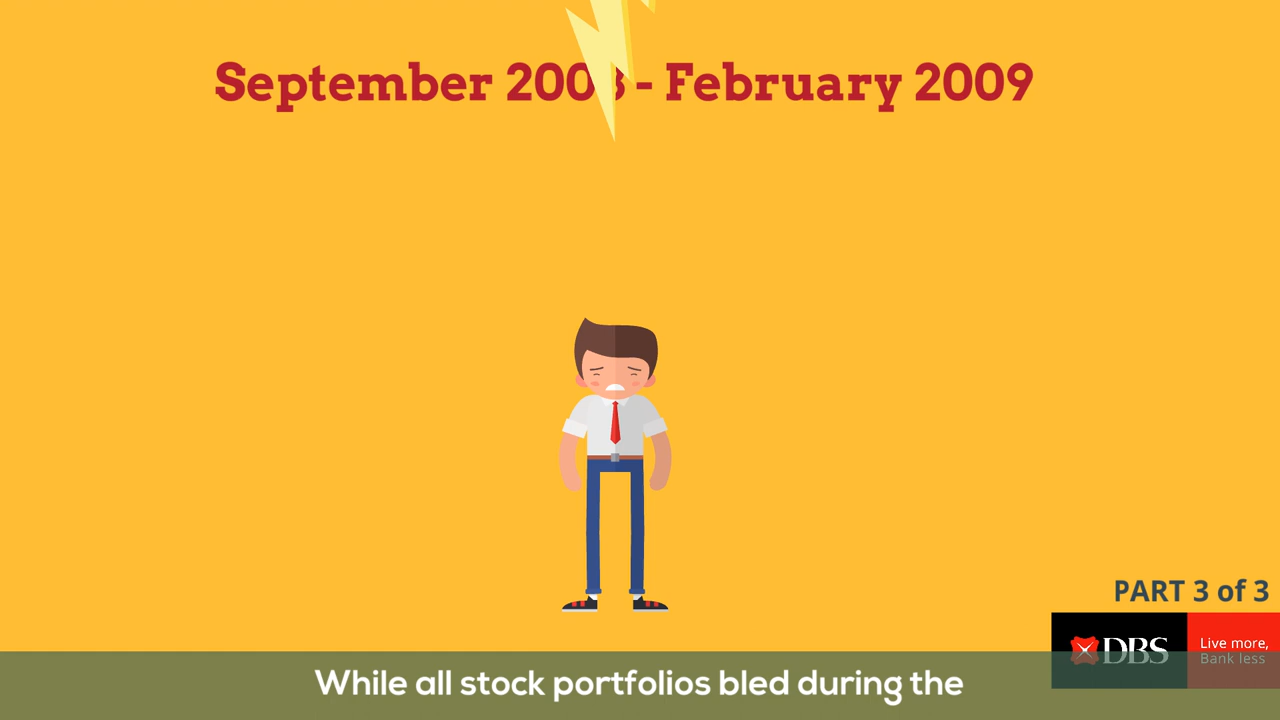 September 2008 - February 2009
PART 3 of 3
DBS
Live more,
Bank less
While all stock portfolios bled during the